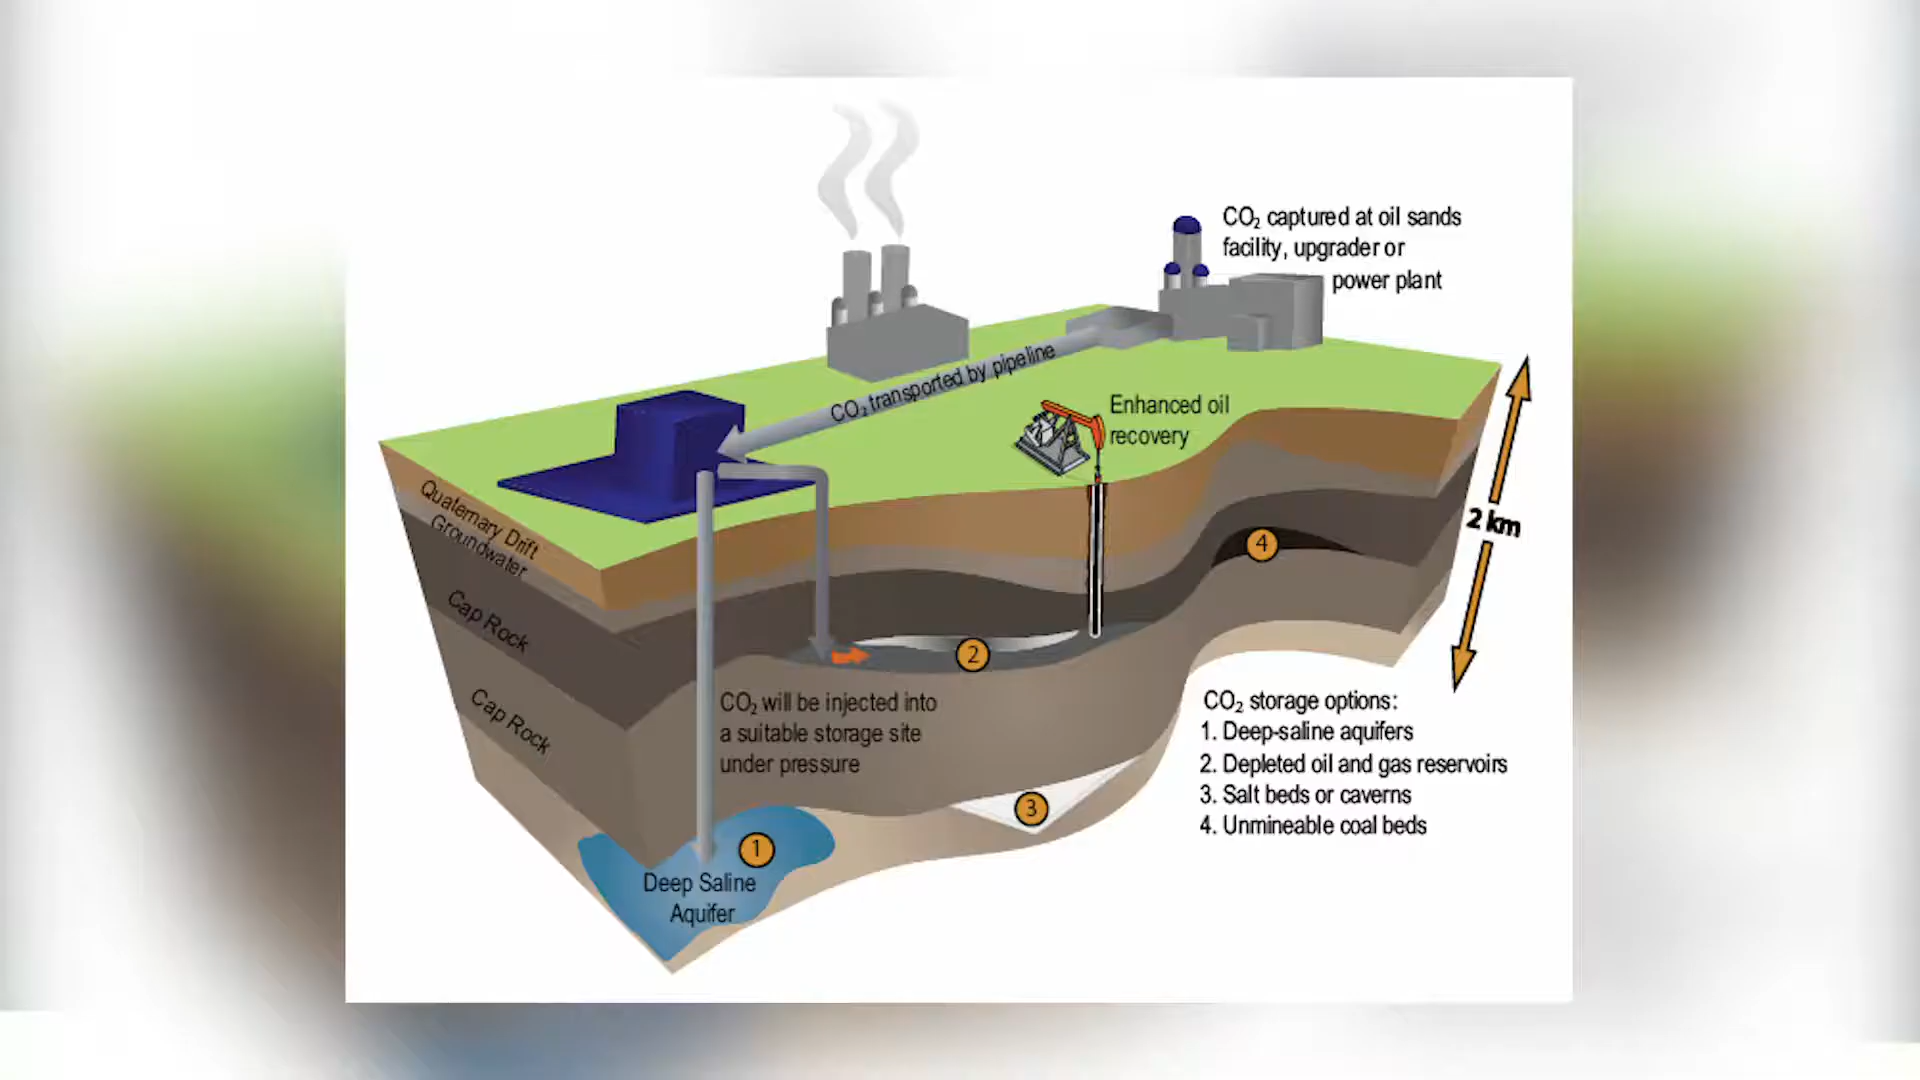 CO₂ captured at oil sands
facility, upgrader or
power plant
CO₂ transported by pipeline
Enhanced oil
recovery
2 km
Quaternary Drift
Groundwater
Cap Rock
Cap Rock
4
2
CO₂ will be injected into
a suitable storage site
under pressure
3
1
Deep Saline
Aquifer
CO₂ storage options:
1. Deep-saline aquifers
2. Depleted oil and gas reservoirs
3. Salt beds or caverns
4. Unmineable coal beds